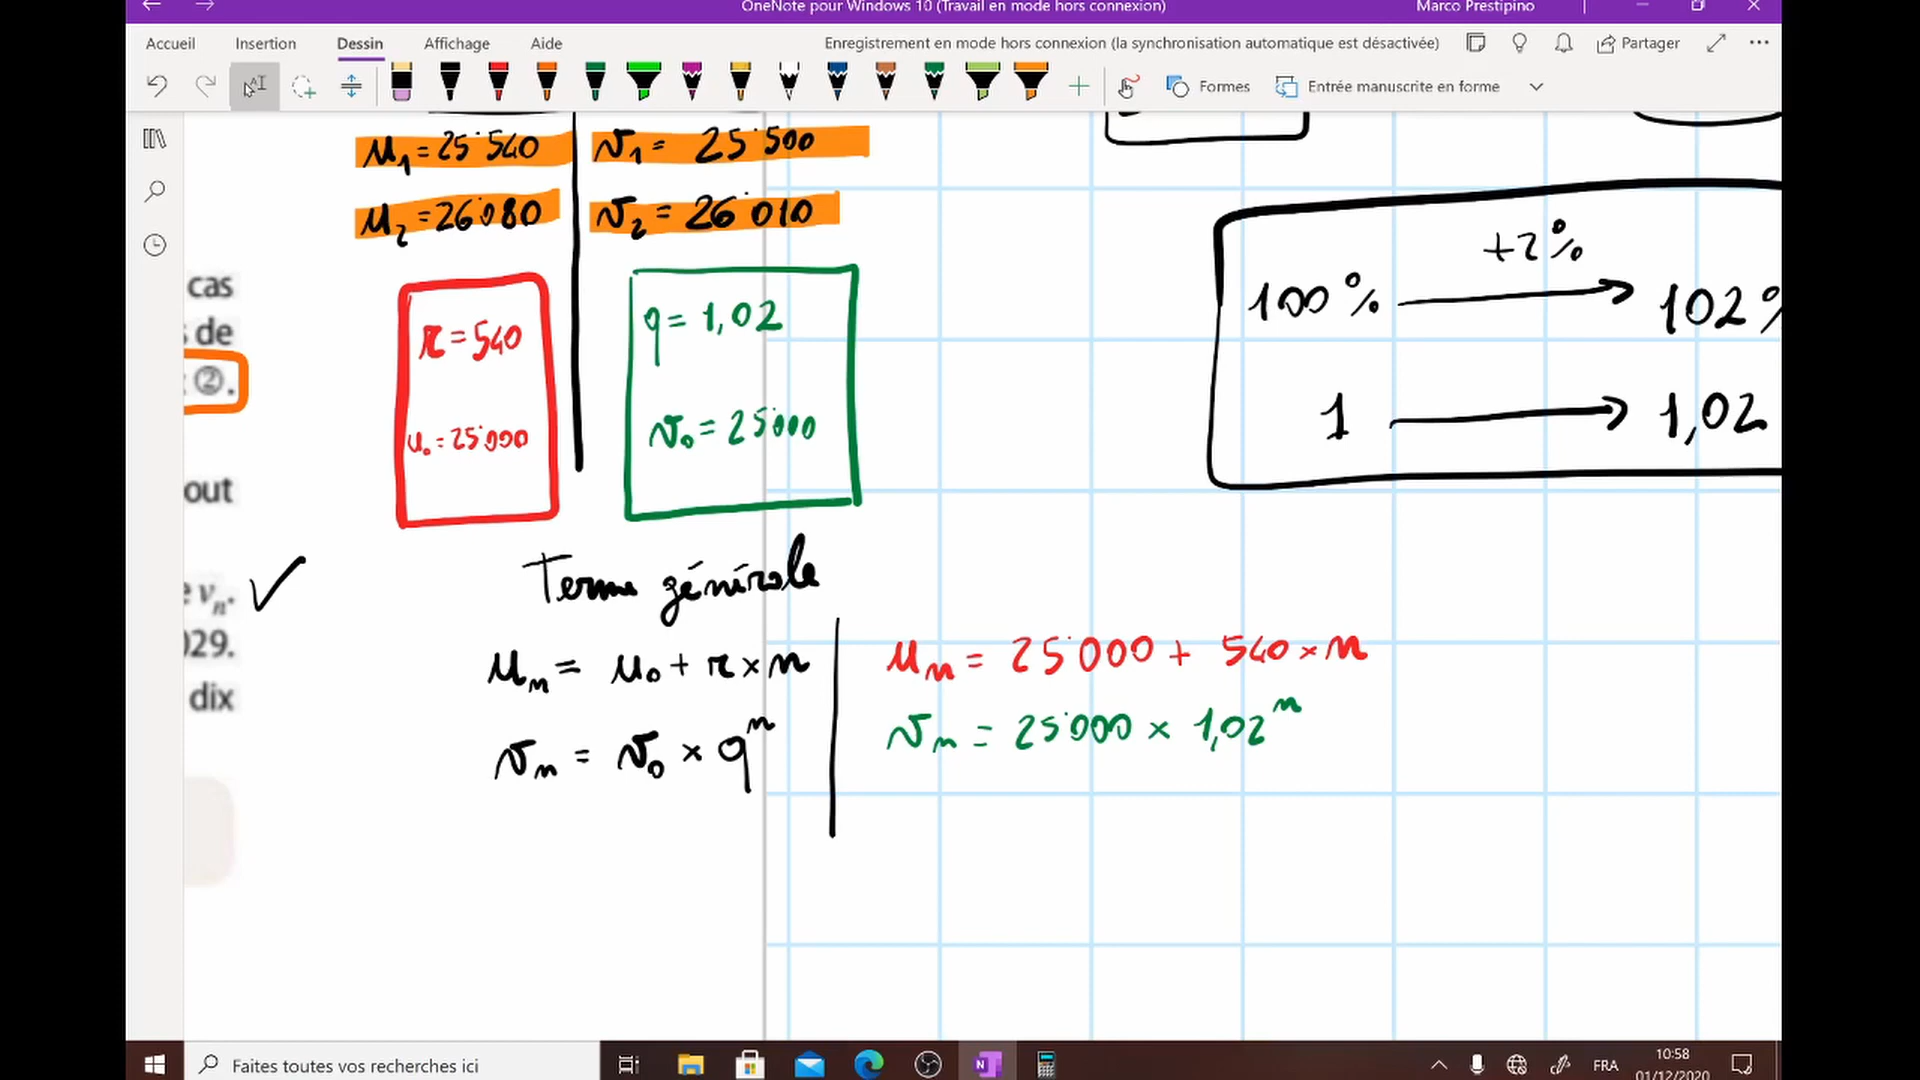 OneNote pour Windows 10 (Travail en mode hors connexion)
Marco Prestipino
Accueil Insertion Dessin Affichage Aide
Enregistrement en mode hors connexion (la synchronisation automatique est désactivée)
Partager
Formes
Entrée manuscrite en forme
u1 = 25'540
v1 = 25'500
u2 = 26'080
v2 = 26'010
+2%
100% → 102%
1 → 1,02
r = 540
u0 = 25'000
q = 1,02
v0 = 25'000
cas
de
②.
out
vn.
029.
dix
Terme générale
un = u0 + r × n
vn = v0 × q^n
un = 25'000 + 540 × n
vn = 25'000 × 1,02^n
Faites toutes vos recherches ici
FRA
10:58
01/12/2020